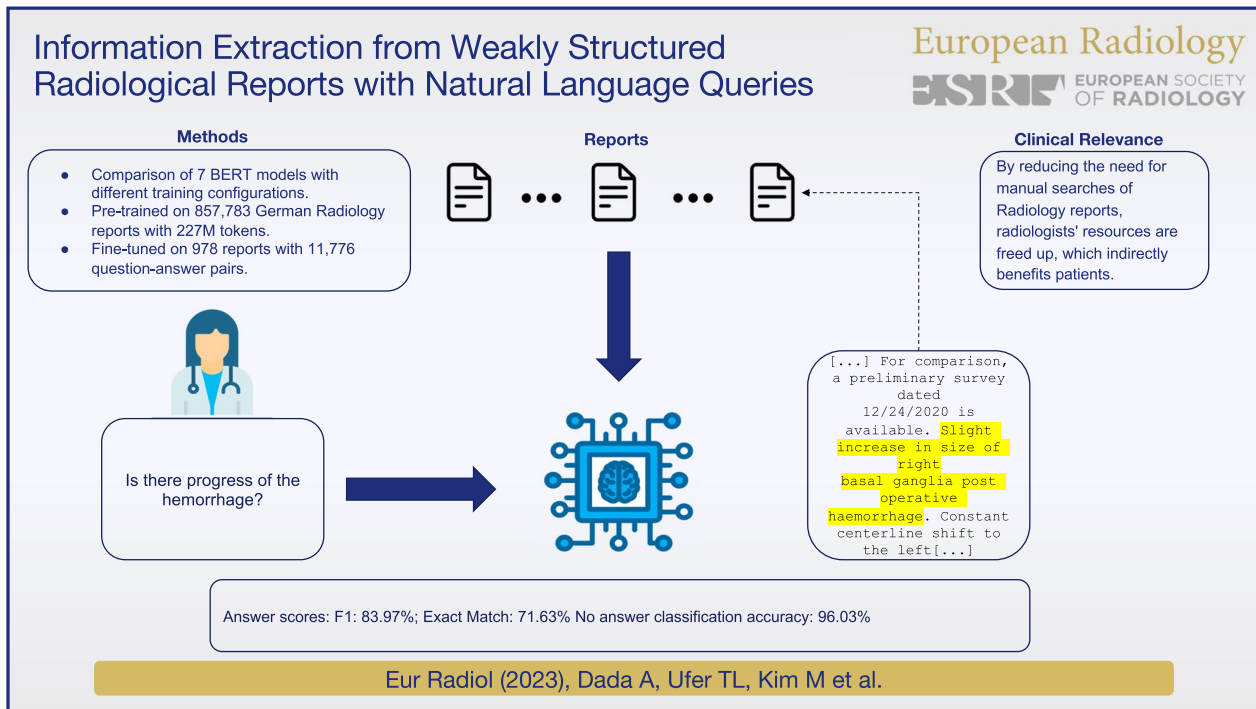 Information Extraction from Weakly Structured
Radiological Reports with Natural Language Queries
European Radiology
ESR EUROPEAN SOCIETY
OF RADIOLOGY
Methods
● Comparison of 7 BERT models with
different training configurations.
● Pre-trained on 857,783 German Radiology
reports with 227M tokens.
● Fine-tuned on 978 reports with 11,776
question-answer pairs.
Reports
Clinical Relevance
By reducing the need for
manual searches of
Radiology reports,
radiologists' resources are
freed up, which indirectly
benefits patients.
Is there progress of the
hemorrhage?
[...] For comparison,
a preliminary survey
dated
12/24/2020 is
available. Slight
increase in size of
right
basal ganglia post
operative
haemorrhage. Constant
centerline shift to
the left[...]
Answer scores: F1: 83.97%; Exact Match: 71.63% No answer classification accuracy: 96.03%
Eur Radiol (2023), Dada A, Ufer TL, Kim M et al.